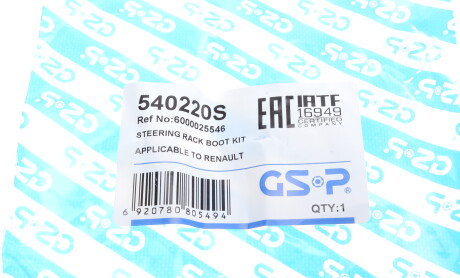 540220S
Ref No:6000025546
STEERING RACK BOOT KIT
APPLICABLE TO RENAULT
EAC IATF
16949
CERTIFIED
COMPANY
GSP®
6 920780 805494
QTY:1